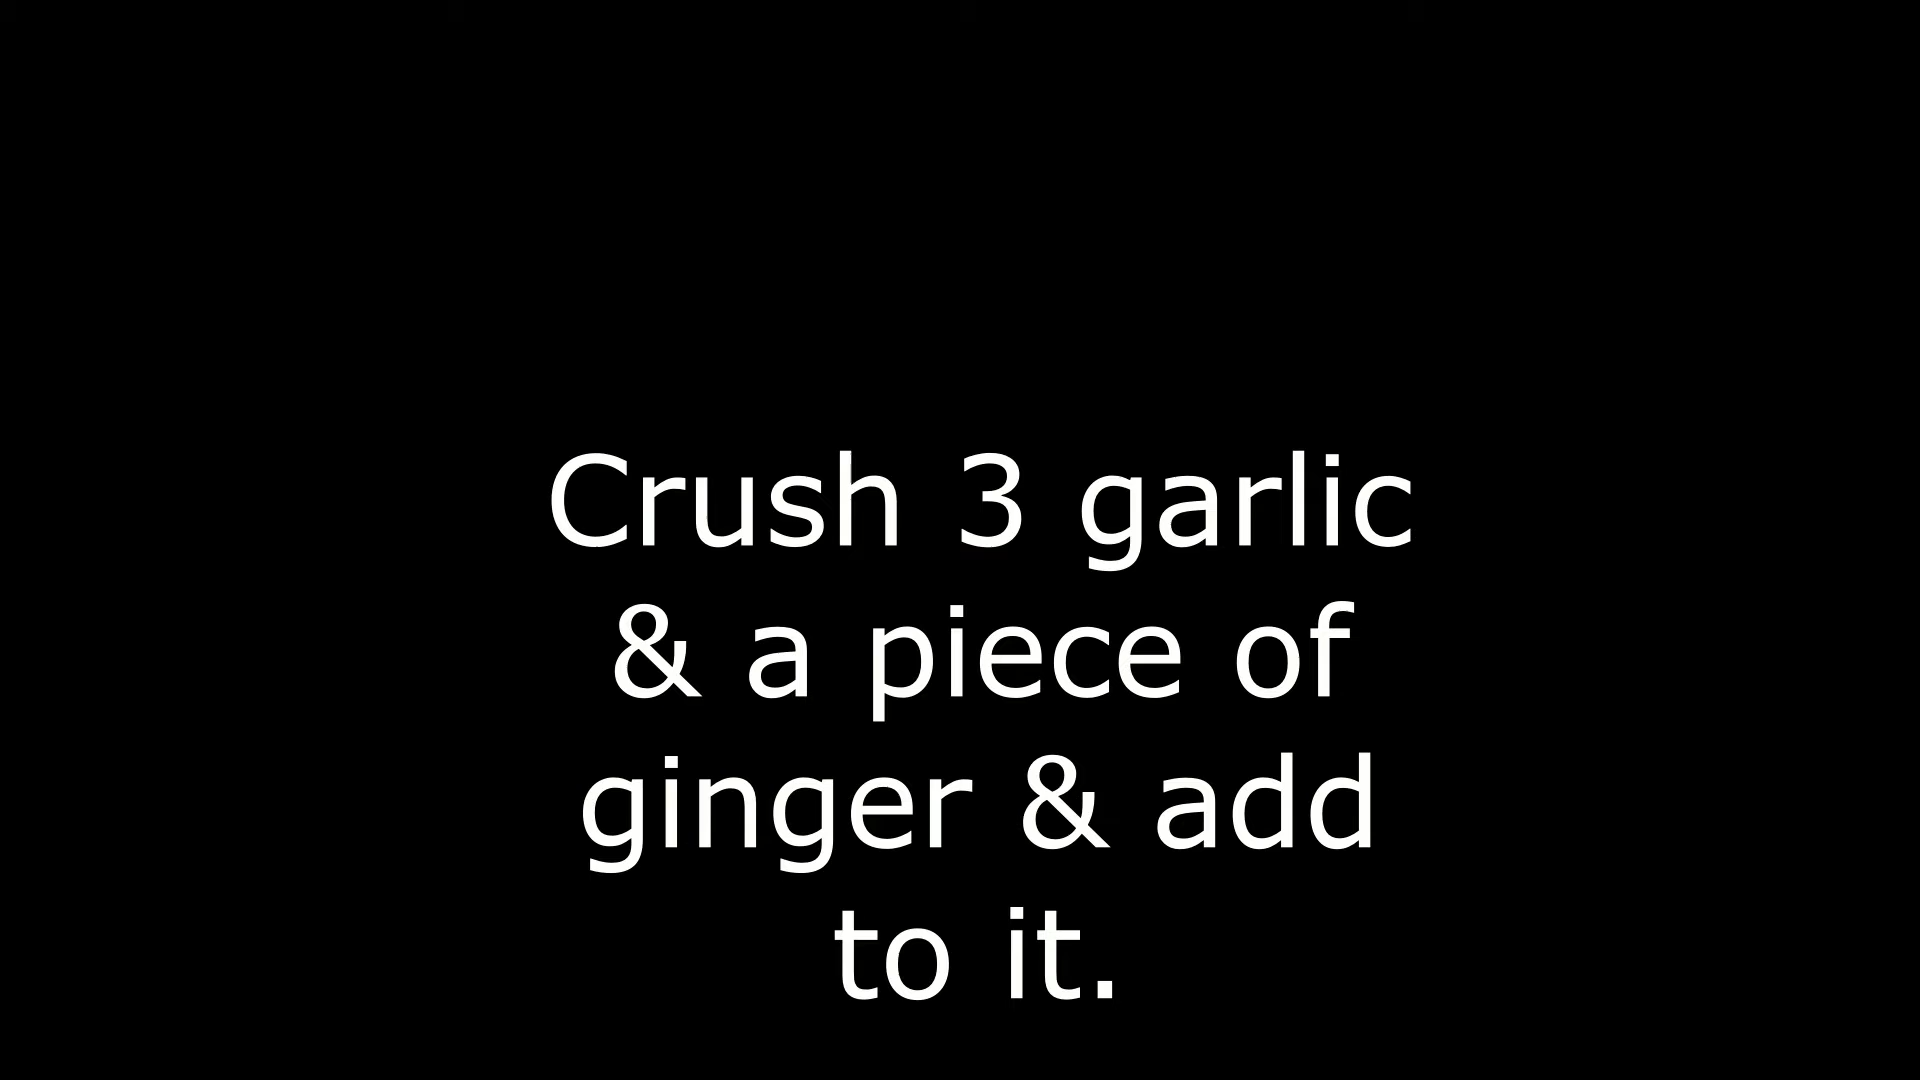 Crush 3 garlic
& a piece of
ginger & add
to it.